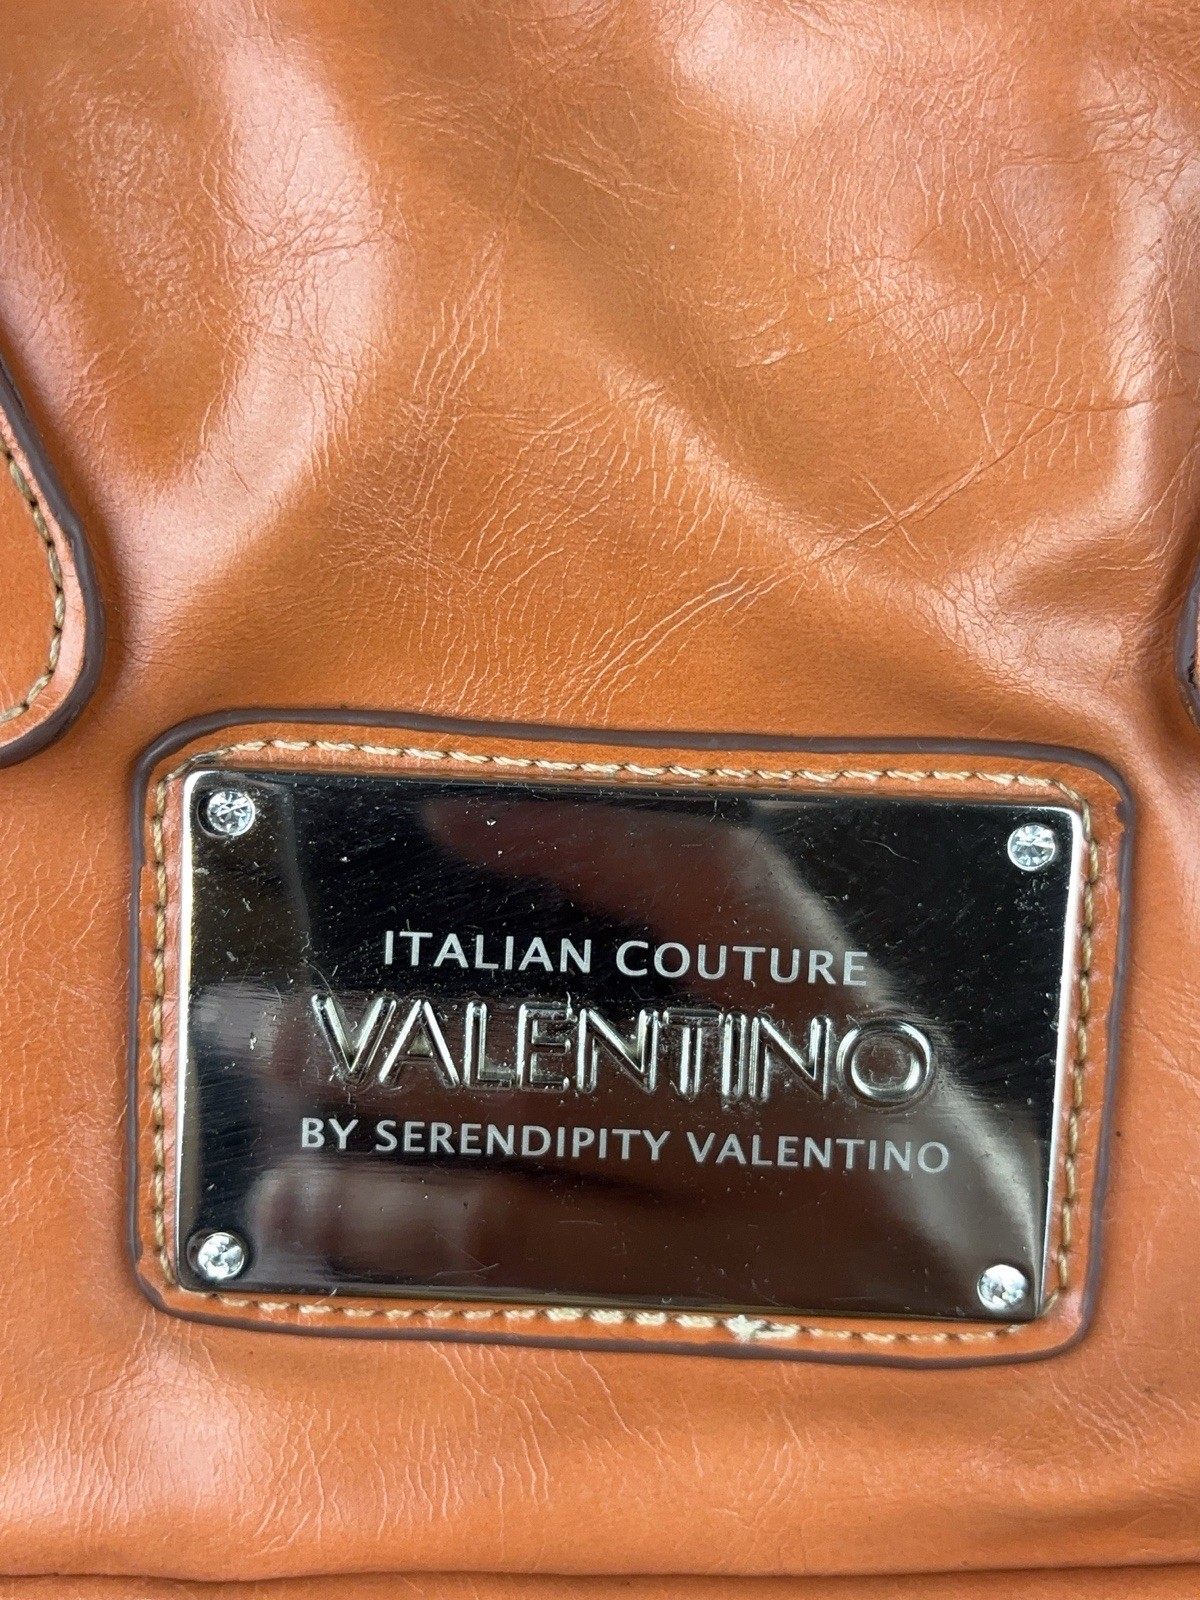 ITALIAN COUTURE
VALENTINO
BY SERENDIPITY VALENTINO